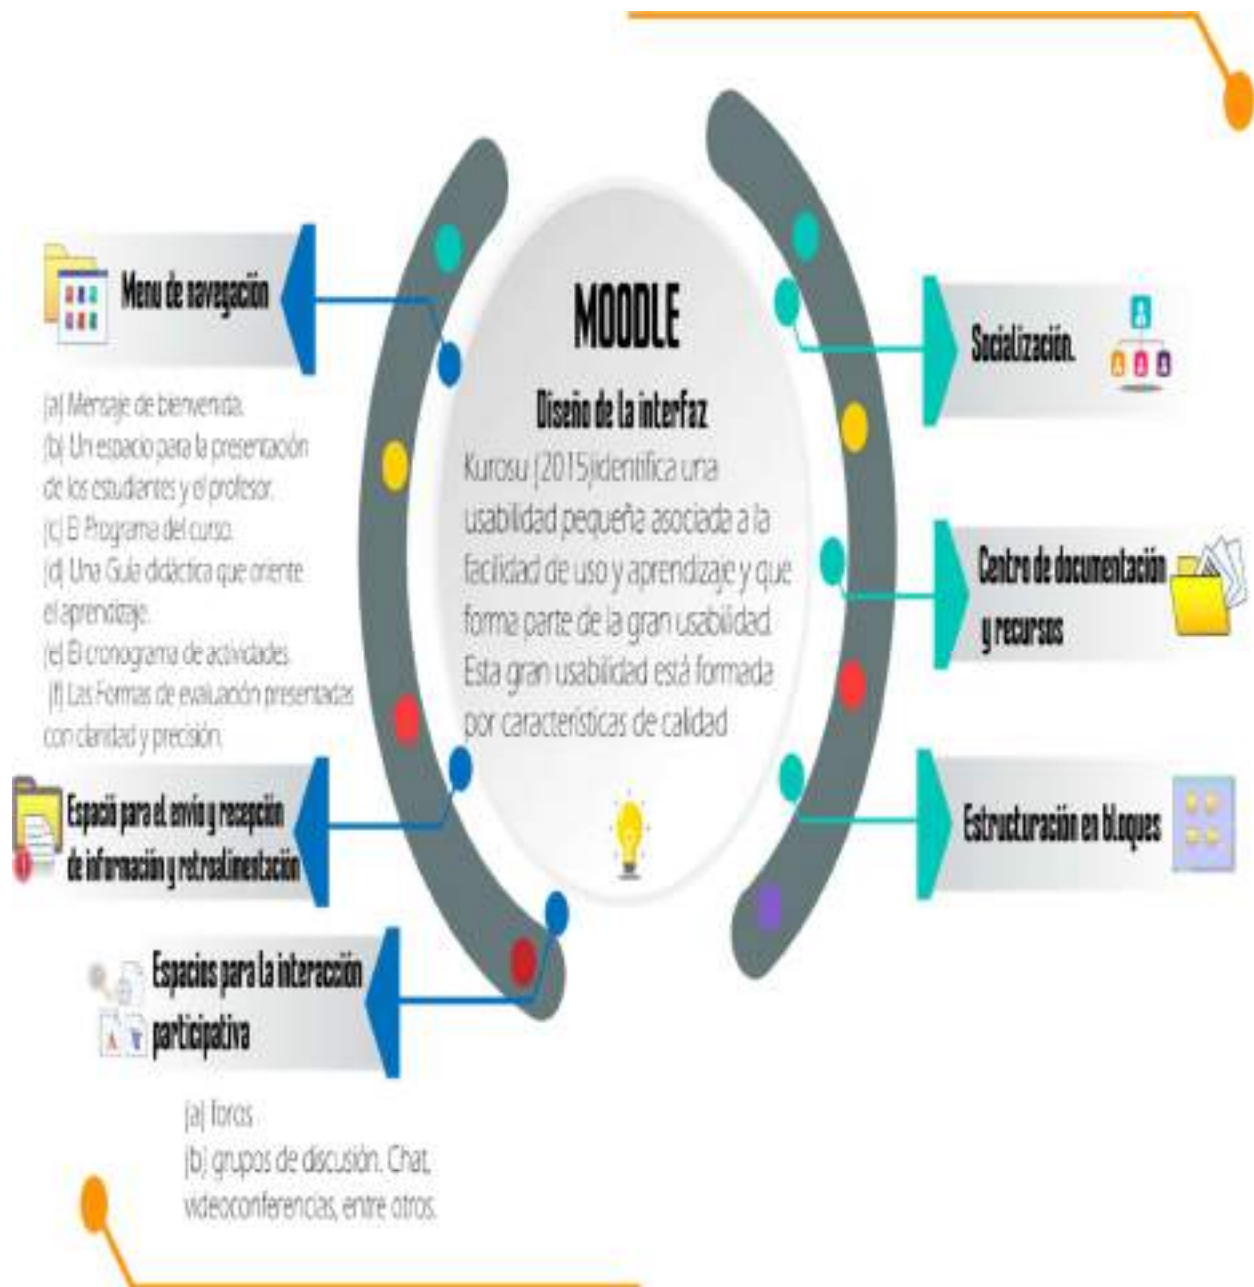 MOODLE
Diseño de la interfaz
Kurosu (2015)identifica una
usabilidad pequeña asociada a la
facilidad de uso y aprendizaje y que
forma parte de la gran usabilidad.
Esta gran usabilidad está formada
por características de calidad
Menu de navegación
(a) Mensaje de bienvenida.
(b) Un espacio para la presentación
de los estudiantes y el profesor.
(c) El Programa del curso.
(d) Una Guía didáctica que oriente
el aprendizaje.
(e) El cronograma de actividades.
(f) Las Formas de evaluación presentadas
con claridad y precisión.
Espació para el envío y recepción
de información y retroalimentación
Espacios para la interacción
participativa
(a) foros
(b) grupos de discusión. Chat,
videoconferencias, entre otros.
Socialización.
Centro de documentación
y recursos
Estructuración en bloques